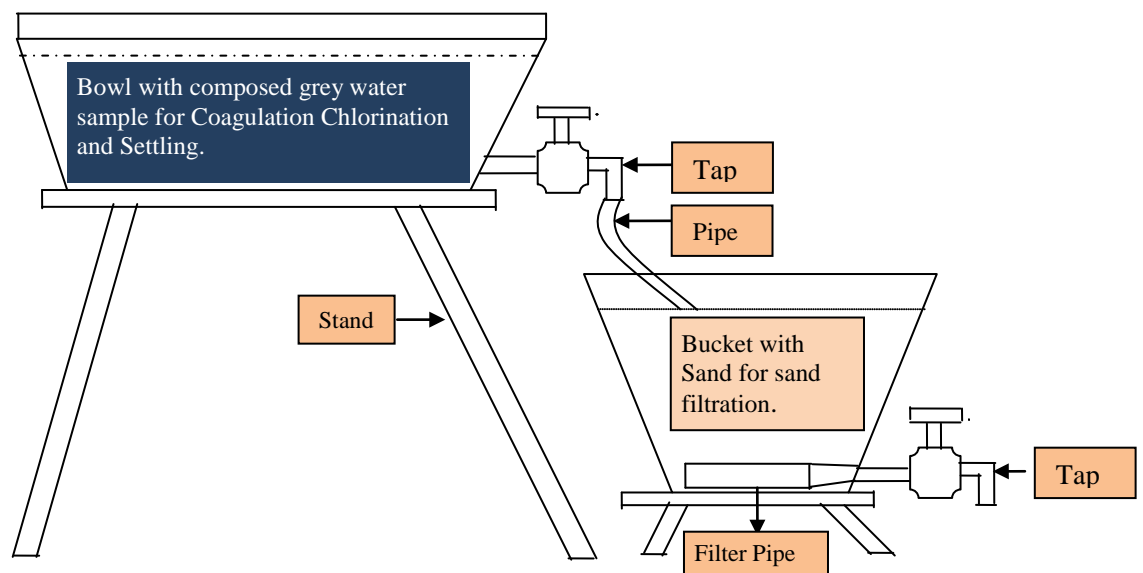 Bowl with composed grey water
sample for Coagulation Chlorination
and Settling.
Tap
Pipe
Stand
Bucket with
Sand for sand
filtration.
Tap
Filter Pipe